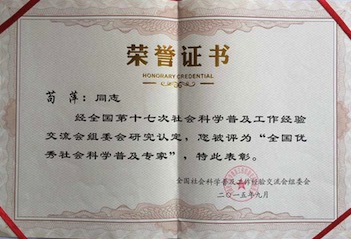 荣誉证书
HONORARY CREDENTIAL
苟萍：同志
经全国第十七次社会科学普及工作经验
交流会组委会研究认定，您被评为“全国优
秀社会科学普及专家”，特此表彰。
全国社会科学普及工作经验交流会组委会
二〇一五年九月